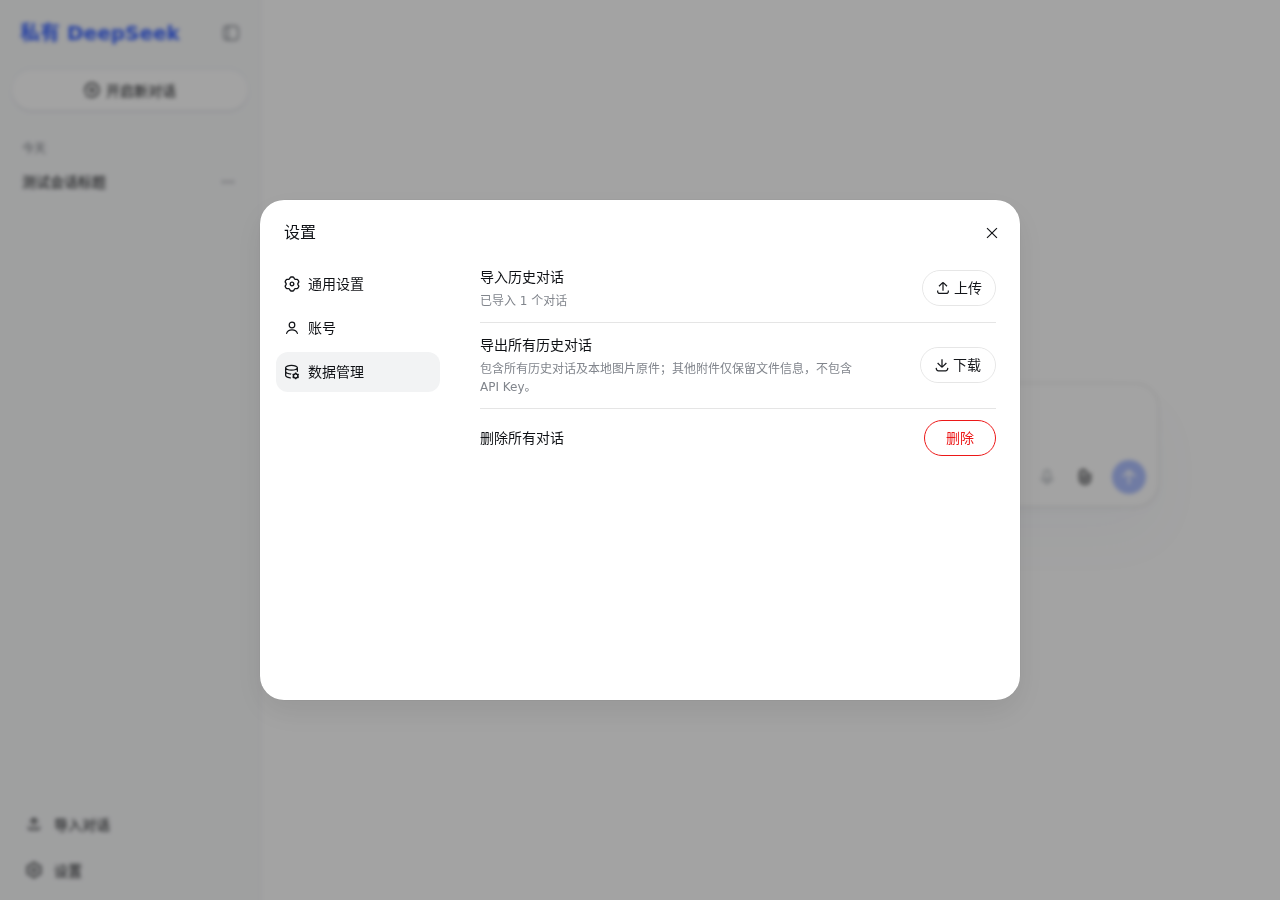 私有 DeepSeek
开启新对话
今天
测试会话标题
设置
通用设置
账号
数据管理
导入历史对话
已导入 1 个对话
上传
导出所有历史对话
包含所有历史对话及本地图片原件；其他附件仅保留文件信息，不包含
API Key。
下载
删除所有对话
删除
导入对话
设置